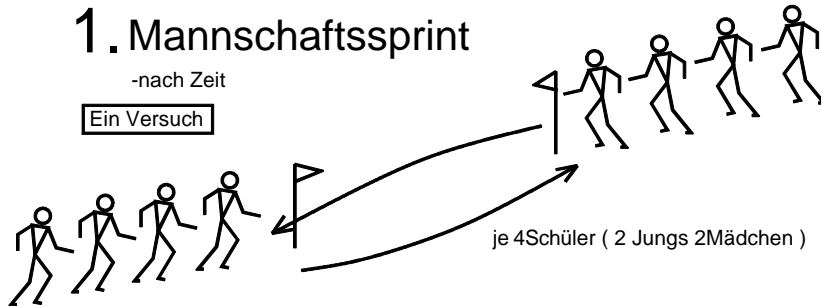 1. Mannschaftssprint
-nach Zeit
Ein Versuch
je 4Schüler ( 2 Jungs 2Mädchen )